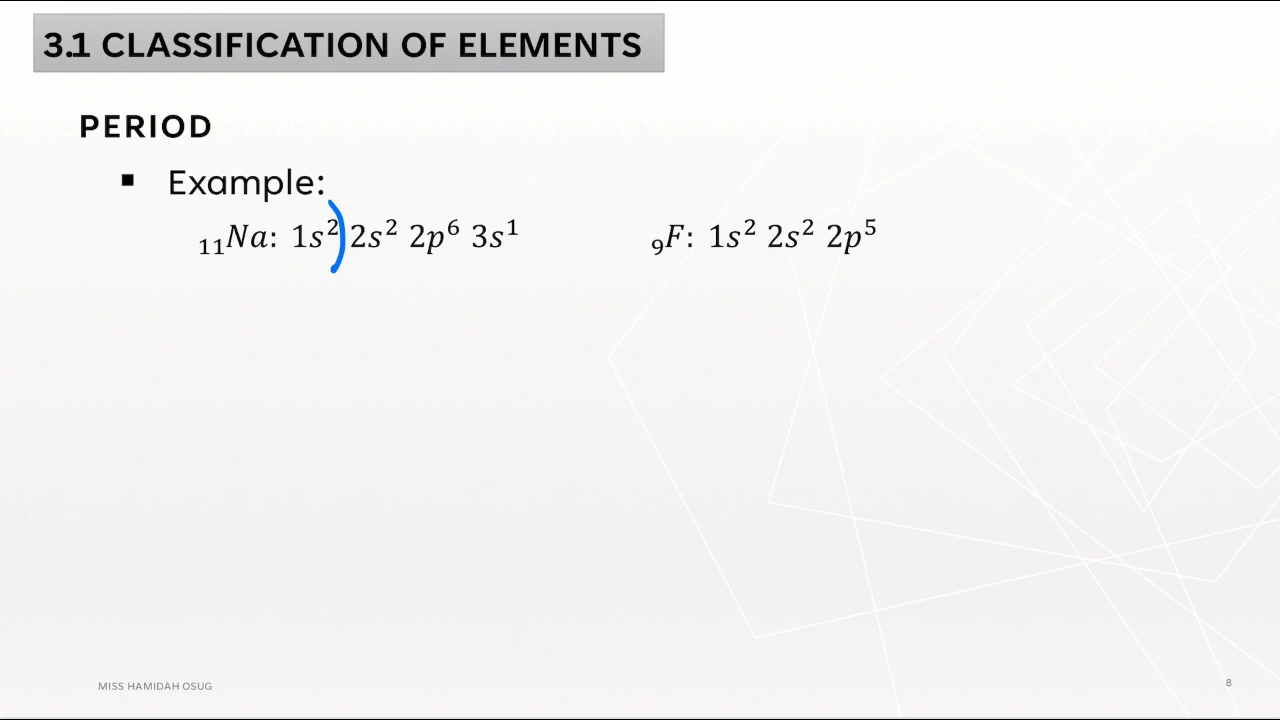 3.1 CLASSIFICATION OF ELEMENTS
PERIOD
▪ Example:
₁₁Na: 1s² 2s² 2p⁶ 3s¹
₉F: 1s² 2s² 2p⁵
MISS HAMIDAH OSUG
8